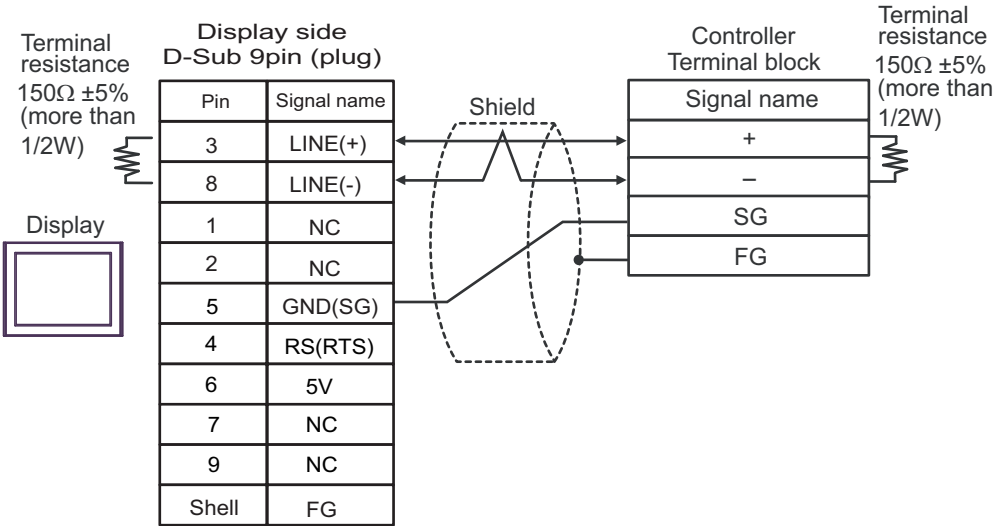 Terminal
resistance
150Ω ±5%
(more than
1/2W)
Display
Display side
D-Sub 9pin (plug)
Pin Signal name
3 LINE(+)
8 LINE(-)
1 NC
2 NC
5 GND(SG)
4 RS(RTS)
6 5V
7 NC
9 NC
Shell FG
Shield
Controller
Terminal block
Signal name
+
–
SG
FG
Terminal
resistance
150Ω ±5%
(more than
1/2W)